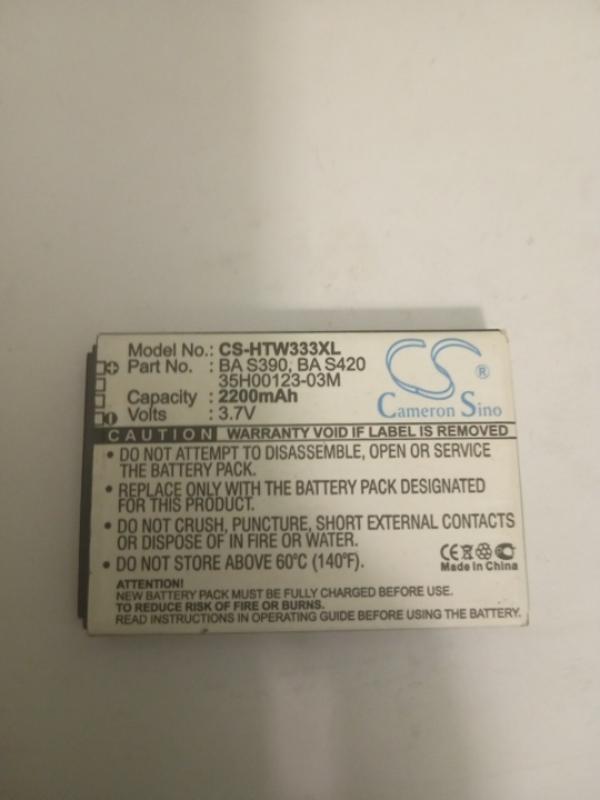 Model No.: CS-HTW333XL
Part No. : BA S390, BA S420
35H00123-03M
Capacity : 2200mAh
Volts : 3.7V
CS ®
Cameron Sino
CAUTION WARRANTY VOID IF LABEL IS REMOVED
• DO NOT ATTEMPT TO DISASSEMBLE, OPEN OR SERVICE
THE BATTERY PACK.
• REPLACE ONLY WITH THE BATTERY PACK DESIGNATED
FOR THIS PRODUCT.
• DO NOT CRUSH, PUNCTURE, SHORT EXTERNAL CONTACTS
OR DISPOSE OF IN FIRE OR WATER.
• DO NOT STORE ABOVE 60°C (140°F).
CE
Made in China
ATTENTION!
NEW BATTERY PACK MUST BE FULLY CHARGED BEFORE USE.
TO REDUCE RISK OF FIRE OR BURNS.
READ INSTRUCTIONS IN OPERATING GUIDE BEFORE USING THE BATTERY.